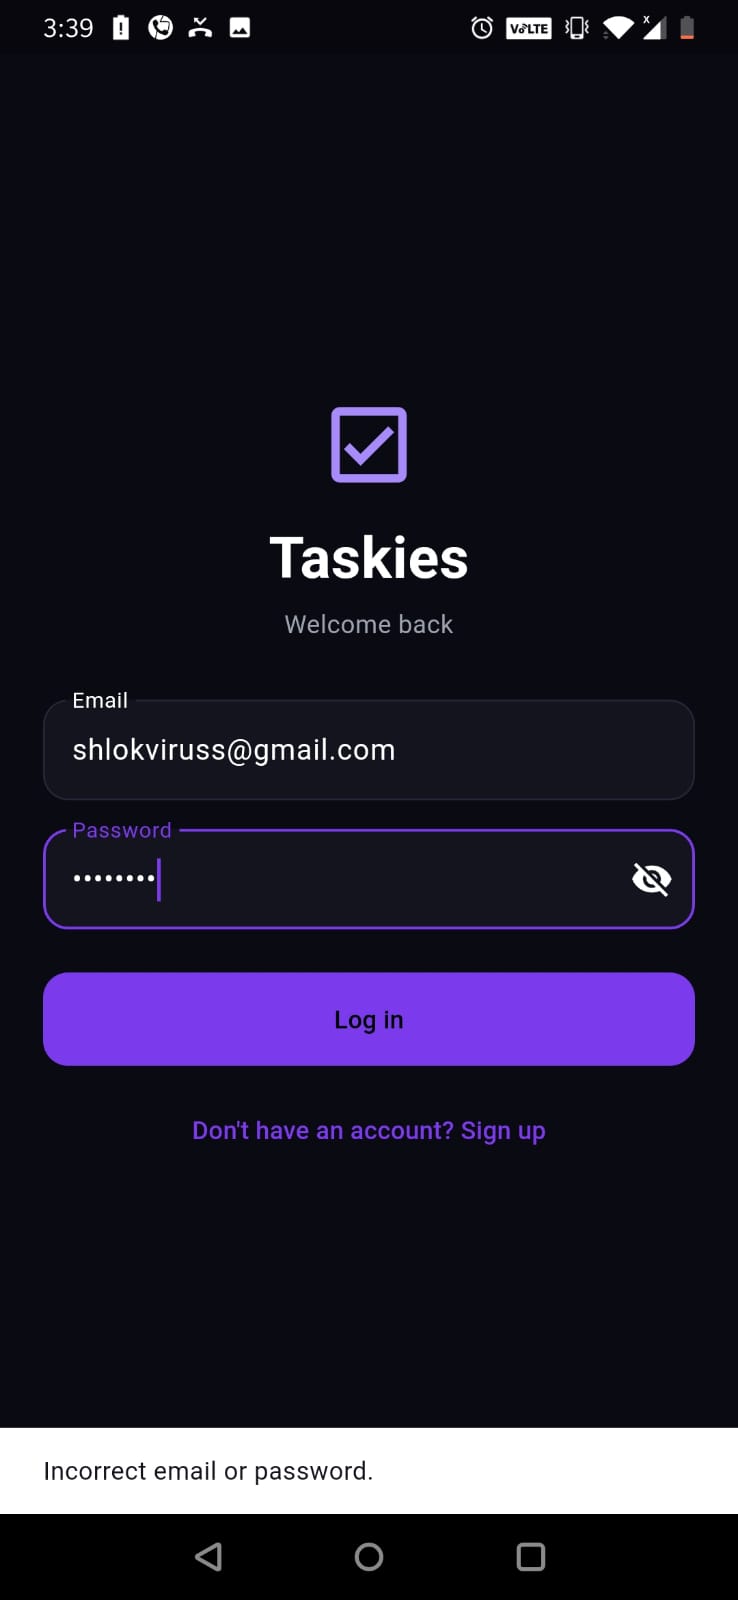 3:39
VoLTE
Taskies
Welcome back
Email
shlokviruss@gmail.com
Password
••••••••
Log in
Don't have an account? Sign up
Incorrect email or password.